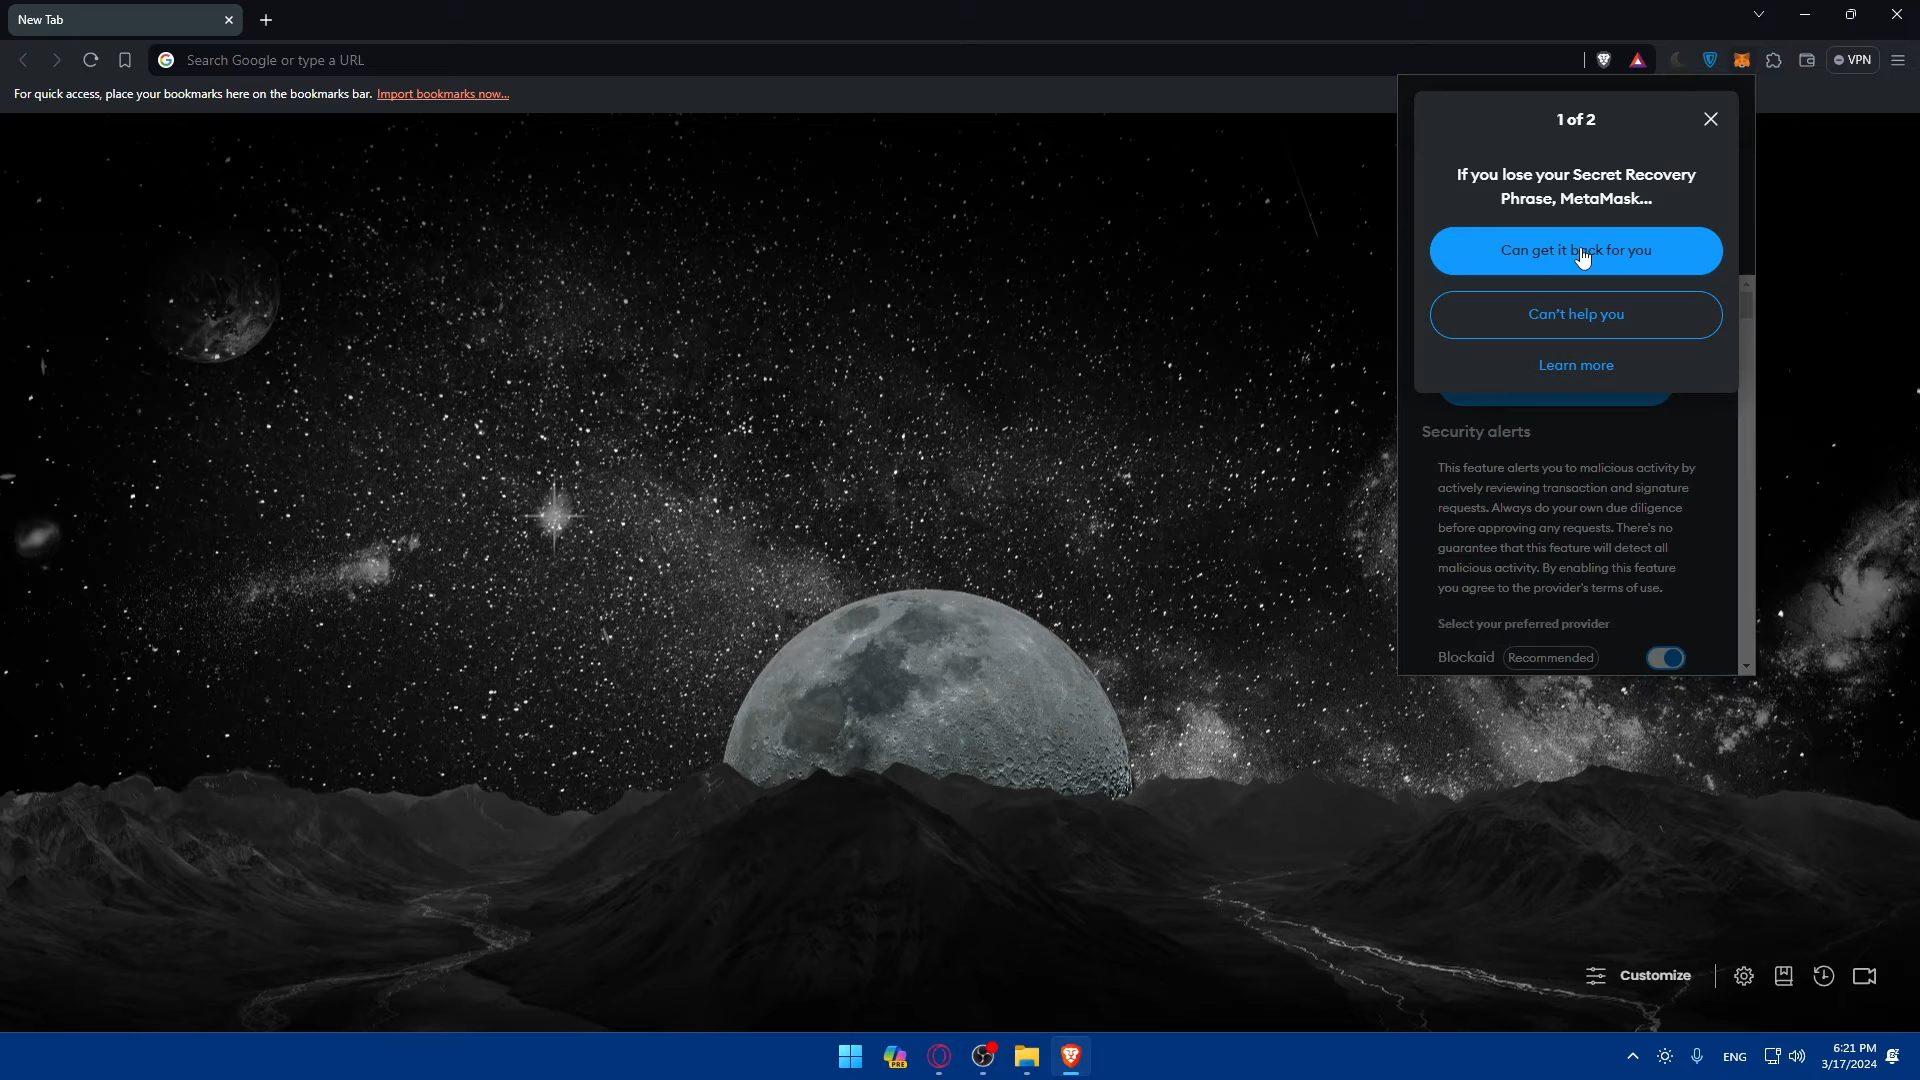 New Tab
Search Google or type a URL
VPN
For quick access, place your bookmarks here on the bookmarks bar. Import bookmarks now...
1 of 2
If you lose your Secret Recovery
Phrase, MetaMask...
Can get it back for you
Can't help you
Learn more
Security alerts
This feature alerts you to malicious activity by
actively reviewing transaction and signature
requests. Always do your own due diligence
before approving any requests. There's no
guarantee that this feature will detect all
malicious activity. By enabling this feature
you agree to the provider's terms of use.
Select your preferred provider
Blockaid Recommended
Customize
PRE
ENG
6:21 PM
3/17/2024